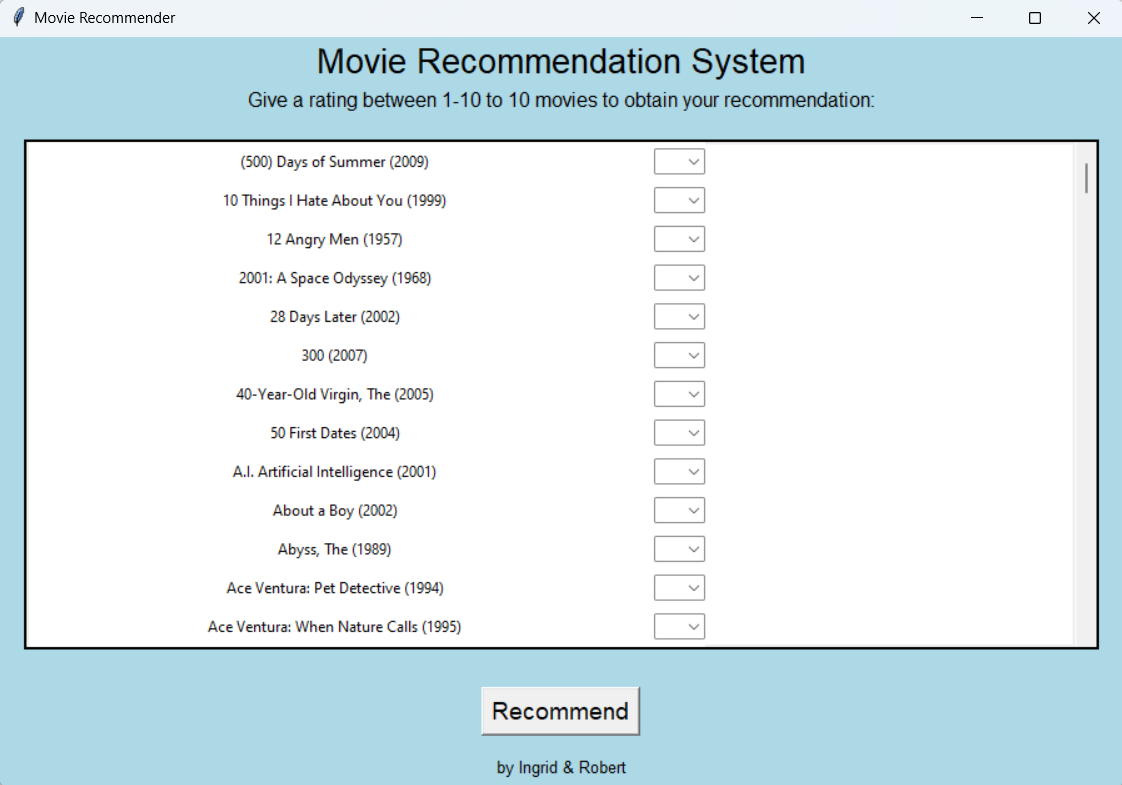 Movie Recommender
Movie Recommendation System
Give a rating between 1-10 to 10 movies to obtain your recommendation:
(500) Days of Summer (2009)
10 Things I Hate About You (1999)
12 Angry Men (1957)
2001: A Space Odyssey (1968)
28 Days Later (2002)
300 (2007)
40-Year-Old Virgin, The (2005)
50 First Dates (2004)
A.I. Artificial Intelligence (2001)
About a Boy (2002)
Abyss, The (1989)
Ace Ventura: Pet Detective (1994)
Ace Ventura: When Nature Calls (1995)
Recommend
by Ingrid & Robert